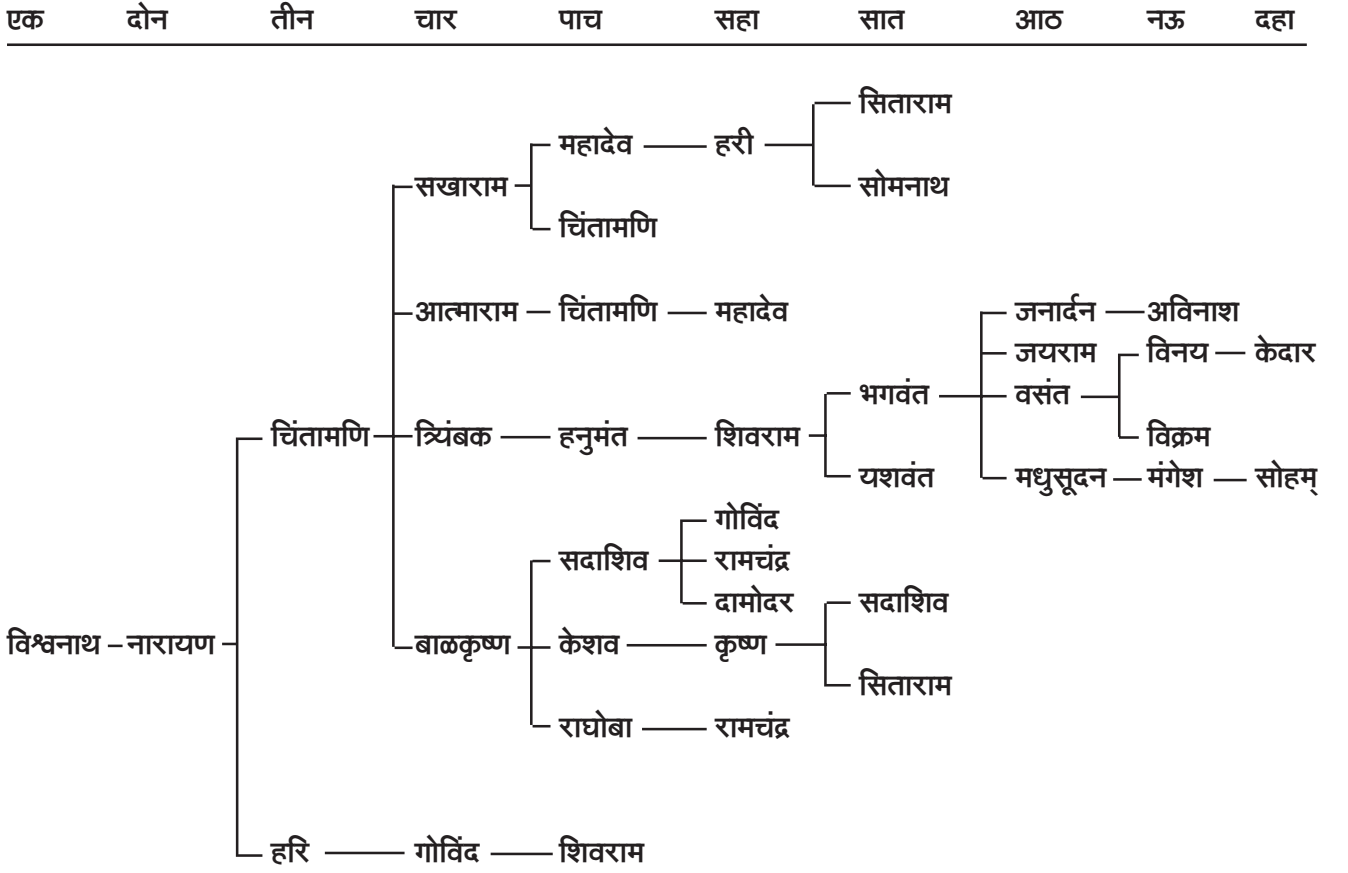 एक दोन तीन चार पाच सहा सात आठ नऊ दहा
सिताराम
महादेव हरी
सखाराम सोमनाथ
चिंतामणि
आत्माराम चिंतामणि महादेव जनार्दन अविनाश
जयराम विनय केदार
भगवंत वसंत
चिंतामणि त्र्यिंबक हनुमंत शिवराम विक्रम
यशवंत मधुसूदन मंगेश सोहम्
गोविंद
सदाशिव रामचंद्र
दामोदर सदाशिव
विश्वनाथ नारायण बाळकृष्ण केशव कृष्ण
सिताराम
राघोबा रामचंद्र
हरि गोविंद शिवराम